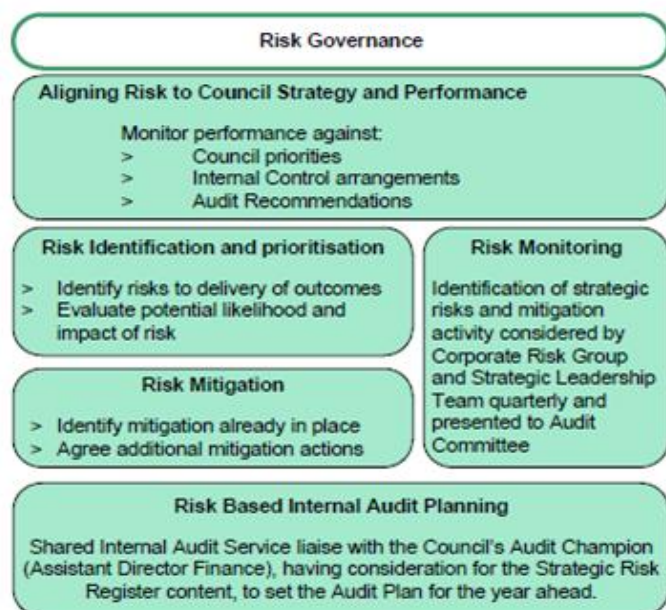 Risk Governance
Aligning Risk to Council Strategy and Performance
Monitor performance against:
> Council priorities
> Internal Control arrangements
> Audit Recommendations
Risk Identification and prioritisation
> Identify risks to delivery of outcomes
> Evaluate potential likelihood and
impact of risk
Risk Mitigation
> Identify mitigation already in place
> Agree additional mitigation actions
Risk Monitoring
Identification of strategic
risks and mitigation
activity considered by
Corporate Risk Group
and Strategic Leadership
Team quarterly and
presented to Audit
Committee
Risk Based Internal Audit Planning
Shared Internal Audit Service liaise with the Council's Audit Champion
(Assistant Director Finance), having consideration for the Strategic Risk
Register content, to set the Audit Plan for the year ahead.